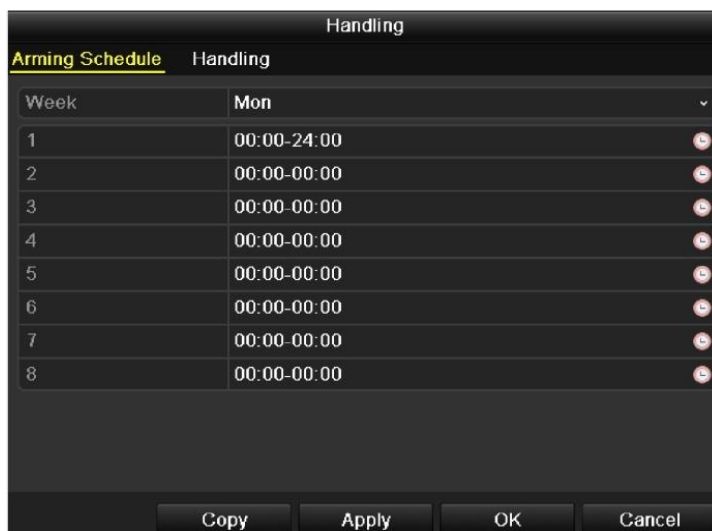 Handling
Arming Schedule Handling
Week Mon
1 00:00-24:00
2 00:00-00:00
3 00:00-00:00
4 00:00-00:00
5 00:00-00:00
6 00:00-00:00
7 00:00-00:00
8 00:00-00:00
Copy Apply OK Cancel